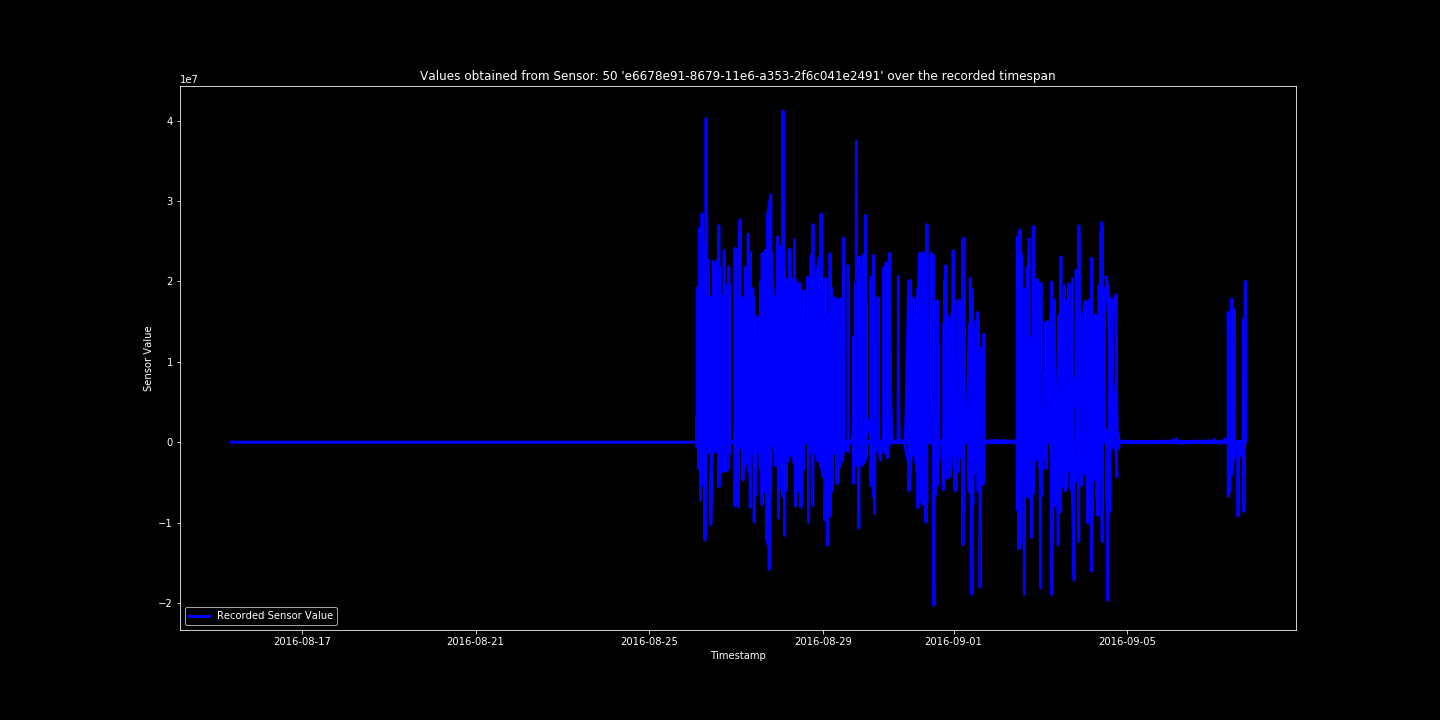 Values obtained from Sensor: 50 'e6678e91-8679-11e6-a353-2f6c041e2491' over the recorded timespan
1e7
4
3
2
1
0
−1
−2
Sensor Value
Recorded Sensor Value
2016-08-17 2016-08-21 2016-08-25 2016-08-29 2016-09-01 2016-09-05
Timestamp